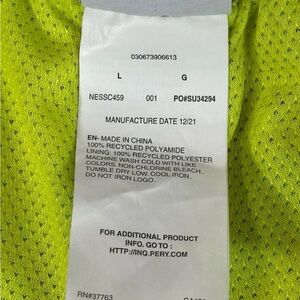 030673906613
L G
NESSC459 001 PO#SU34294
MANUFACTURE DATE 12/21
EN- MADE IN CHINA
100% RECYCLED POLYAMIDE
LINING: 100% RECYCLED POLYESTER
MACHINE WASH COLD WITH LIKE
COLORS. NON-CHLORINE BLEACH.
TUMBLE DRY LOW. COOL IRON.
DO NOT IRON LOGO.
FOR ADDITIONAL PRODUCT
INFO. GO TO :
HTTP://INQ.PERY.COM
RN#37763